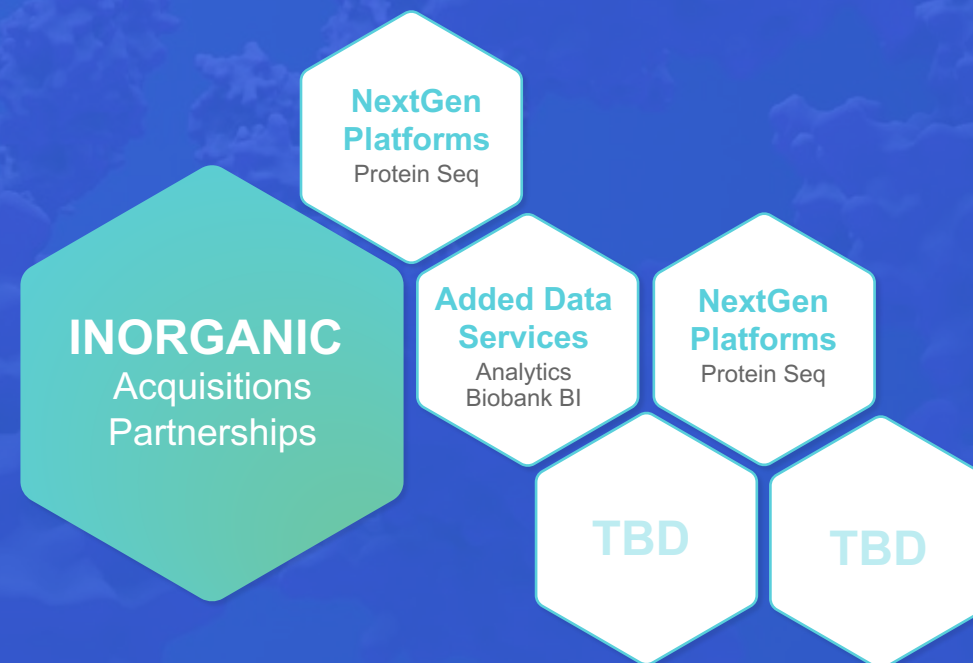 NextGen
Platforms
Protein Seq
INORGANIC
Acquisitions
Partnerships
Added Data
Services
Analytics
Biobank BI
NextGen
Platforms
Protein Seq
TBD
TBD